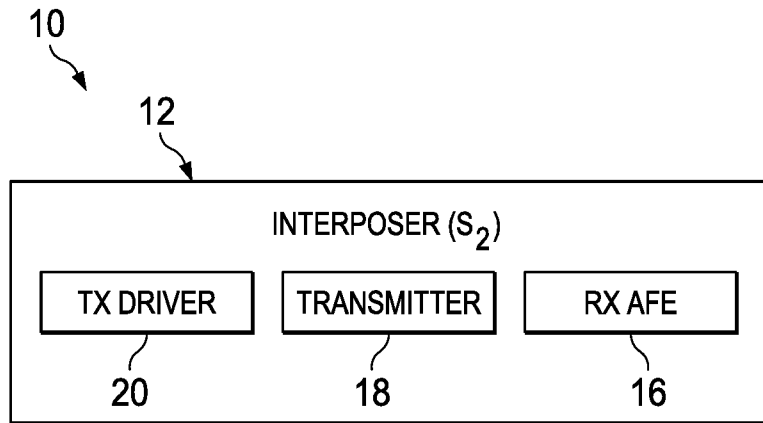 10
12
INTERPOSER (S2)
TX DRIVER TRANSMITTER RX AFE
20 18 16